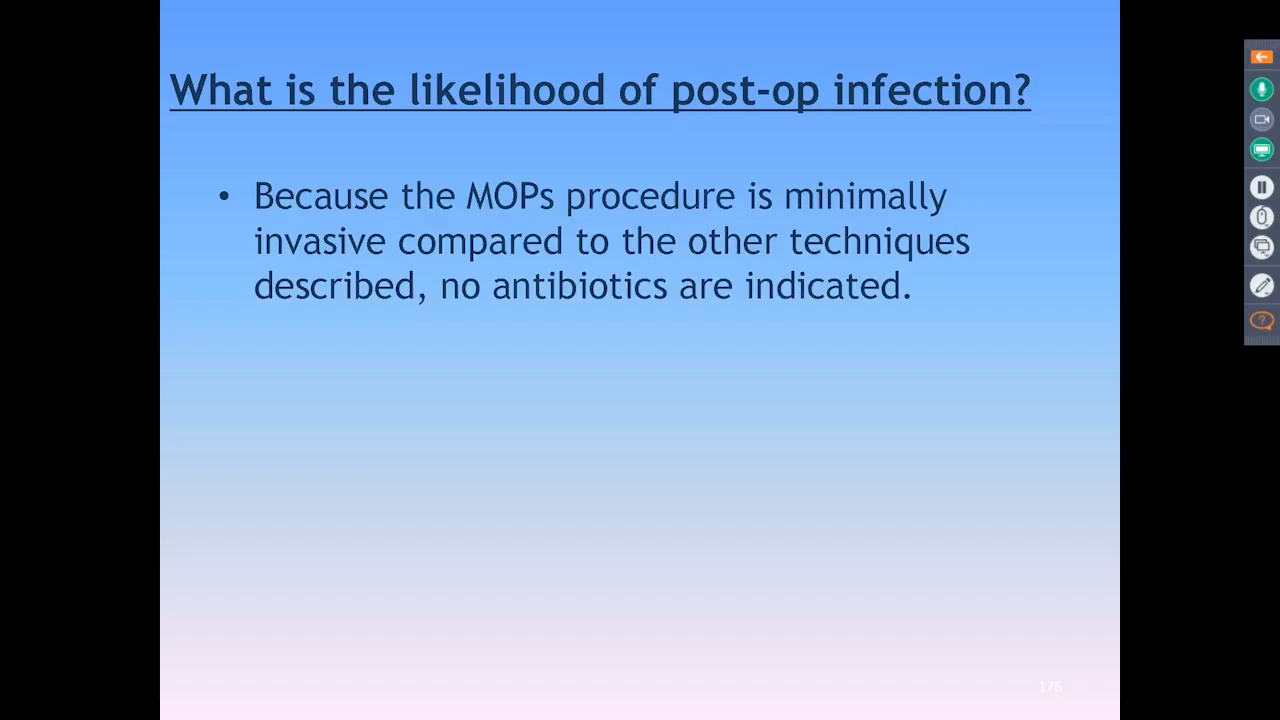 What is the likelihood of post-op infection?
• Because the MOPs procedure is minimally
invasive compared to the other techniques
described, no antibiotics are indicated.
176